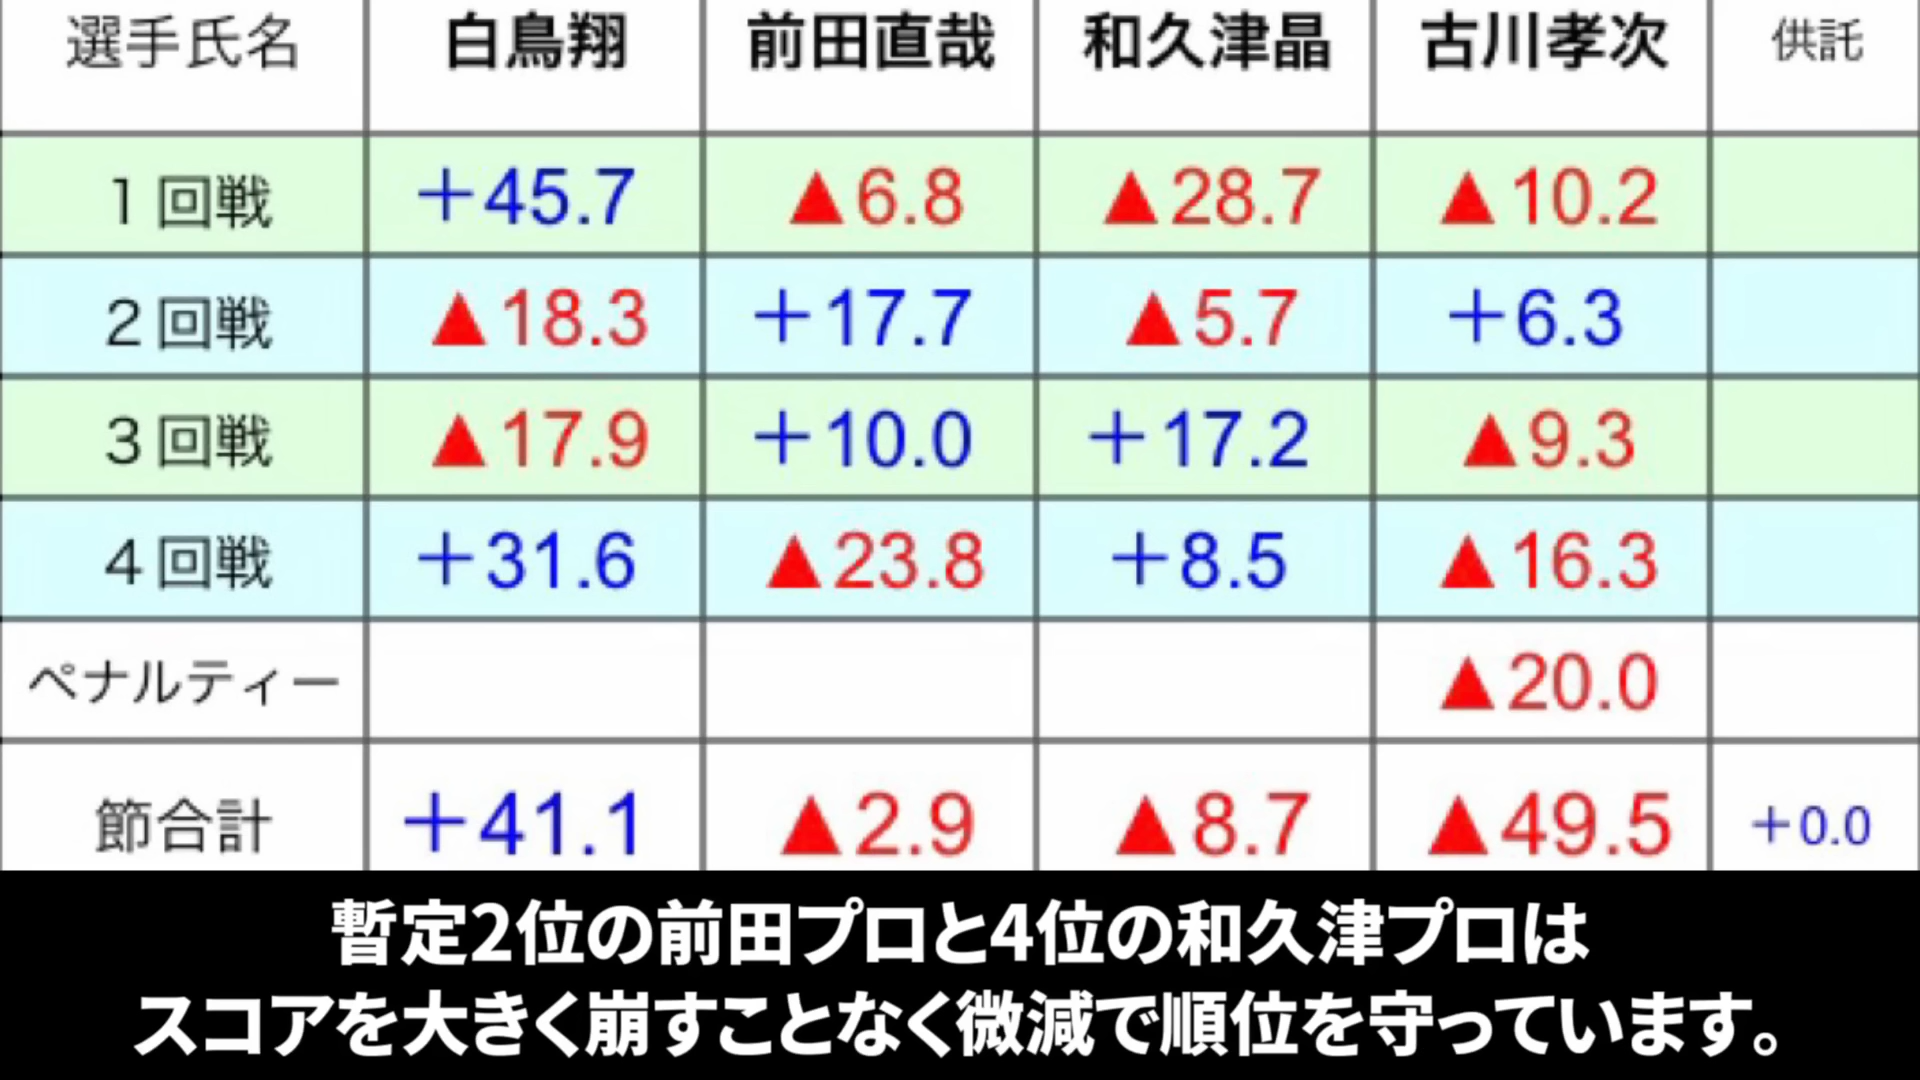 選手氏名 白鳥翔 前田直哉 和久津晶 古川孝次 供託
1回戦 +45.7 ▲6.8 ▲28.7 ▲10.2
2回戦 ▲18.3 +17.7 ▲5.7 +6.3
3回戦 ▲17.9 +10.0 +17.2 ▲9.3
4回戦 +31.6 ▲23.8 +8.5 ▲16.3
ペナルティー ▲20.0
節合計 +41.1 ▲2.9 ▲8.7 ▲49.5 +0.0
暫定2位の前田プロと4位の和久津プロは
スコアを大きく崩すことなく微減で順位を守っています。